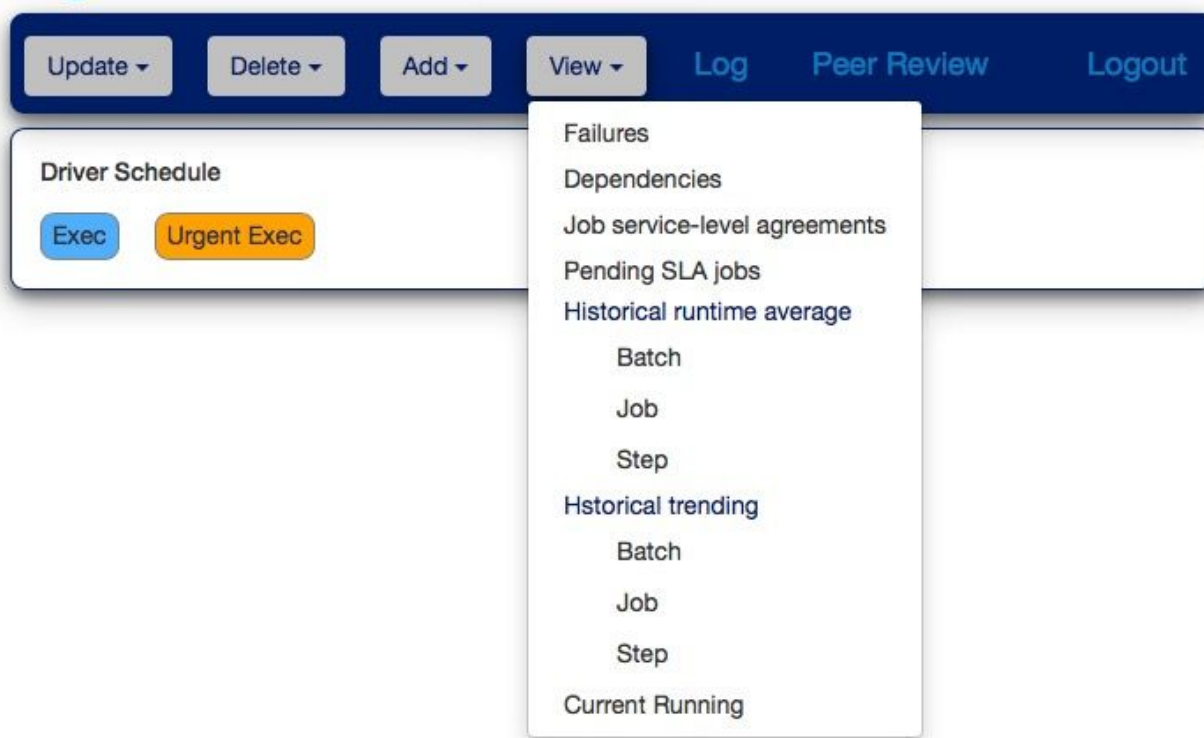 Update Delete Add View Log Peer Review Logout
Driver Schedule
Exec Urgent Exec
Failures
Dependencies
Job service-level agreements
Pending SLA jobs
Historical runtime average
Batch
Job
Step
Hstorical trending
Batch
Job
Step
Current Running